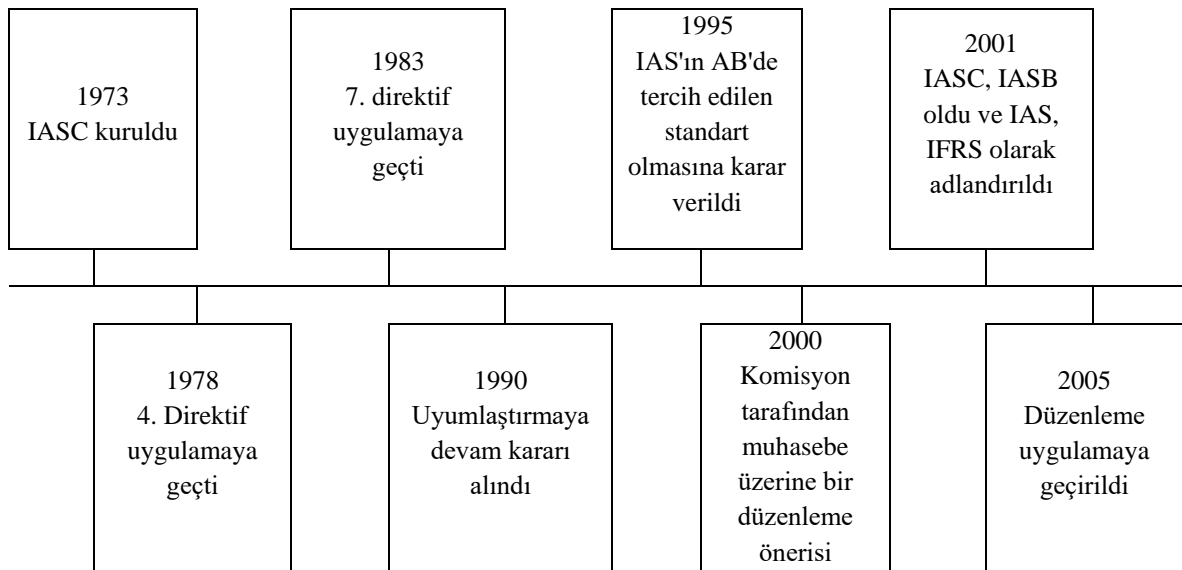 1973
IASC kuruldu
1983
7. direktif
uygulamaya
geçti
1995
IAS'ın AB'de
tercih edilen
standart
olmasına karar
verildi
2001
IASC, IASB
oldu ve IAS,
IFRS olarak
adlandırıldı
1978
4. Direktif
uygulamaya
geçti
1990
Uyumlaştırmaya
devam kararı
alındı
2000
Komisyon
tarafından
muhasebe
üzerine bir
düzenleme
önerisi
2005
Düzenleme
uygulamaya
geçirildi